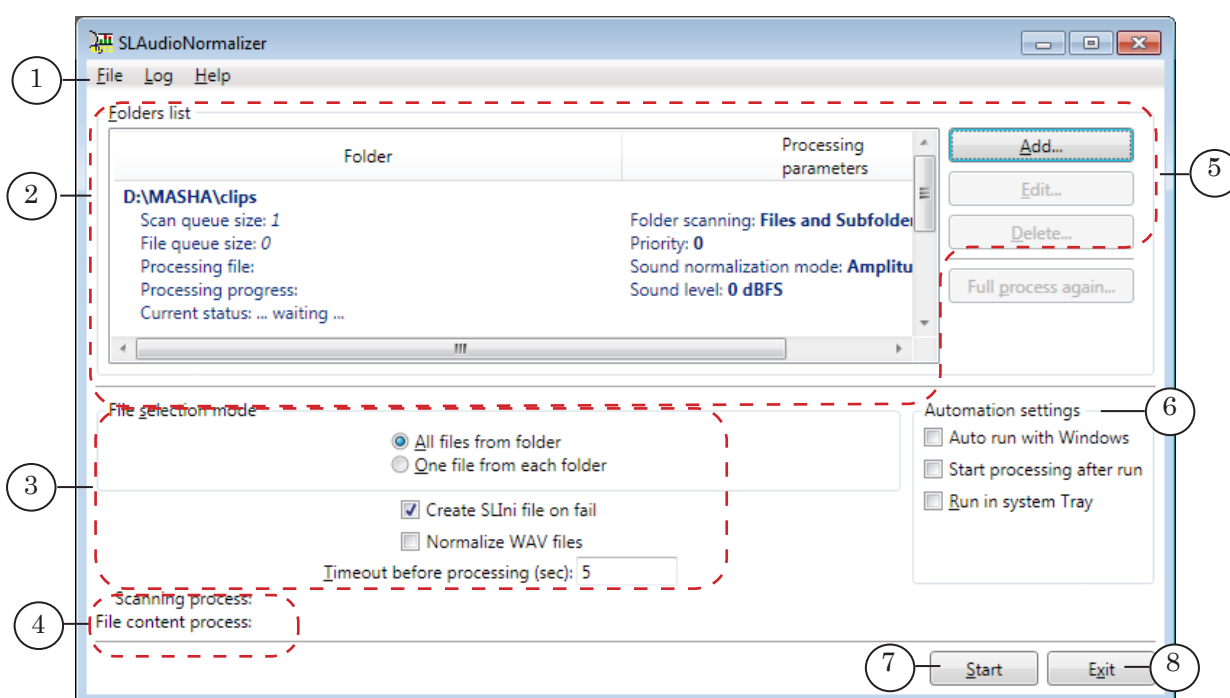 SLAudioNormalizer
1
File Log Help
Folders list
Folder
Processing
parameters
Add...
5
2
D:\MASHA\clips
Edit...
Scan queue size: 1
Folder scanning: Files and Subfolde
File queue size: 0
Priority: 0
Delete...
Processing file:
Sound normalization mode: Amplitu
Processing progress:
Sound level: 0 dBFS
Full process again...
Current status: ... waiting ...
File selection mode
Automation settings
6
All files from folder
Auto run with Windows
One file from each folder
Start processing after run
3
Create SLIni file on fail
Run in system Tray
Normalize WAV files
Timeout before processing (sec): 5
Scanning process:
4
File content process:
7
Start
Exit
8